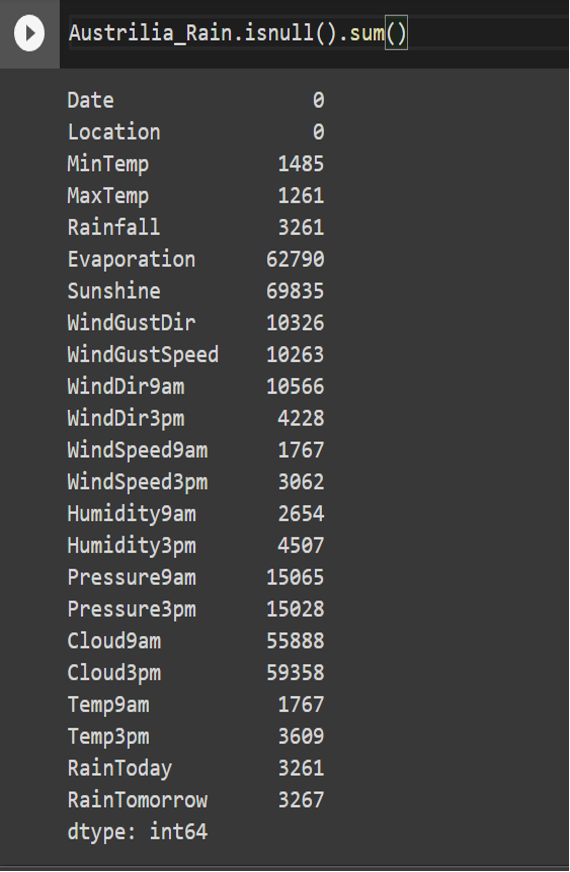 Austrilia_Rain.isnull().sum()
Date 0
Location 0
MinTemp 1485
MaxTemp 1261
Rainfall 3261
Evaporation 62790
Sunshine 69835
WindGustDir 10326
WindGustSpeed 10263
WindDir9am 10566
WindDir3pm 4228
WindSpeed9am 1767
WindSpeed3pm 3062
Humidity9am 2654
Humidity3pm 4507
Pressure9am 15065
Pressure3pm 15028
Cloud9am 55888
Cloud3pm 59358
Temp9am 1767
Temp3pm 3609
RainToday 3261
RainTomorrow 3267
dtype: int64